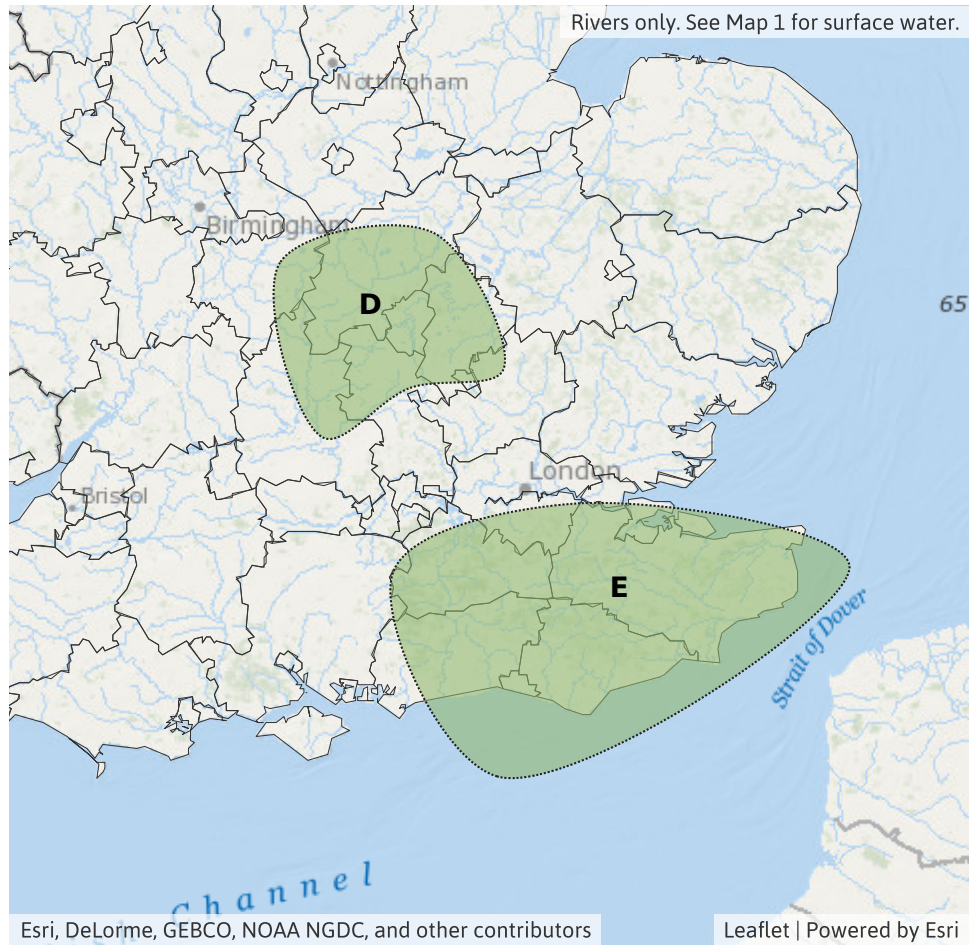 Rivers only. See Map 1 for surface water.
Nottingham
Birmingham
D
65
London
Bristol
E
Strait of Dover
Channel
Esri, DeLorme, GEBCO, NOAA NGDC, and other contributors
Leaflet | Powered by Esri